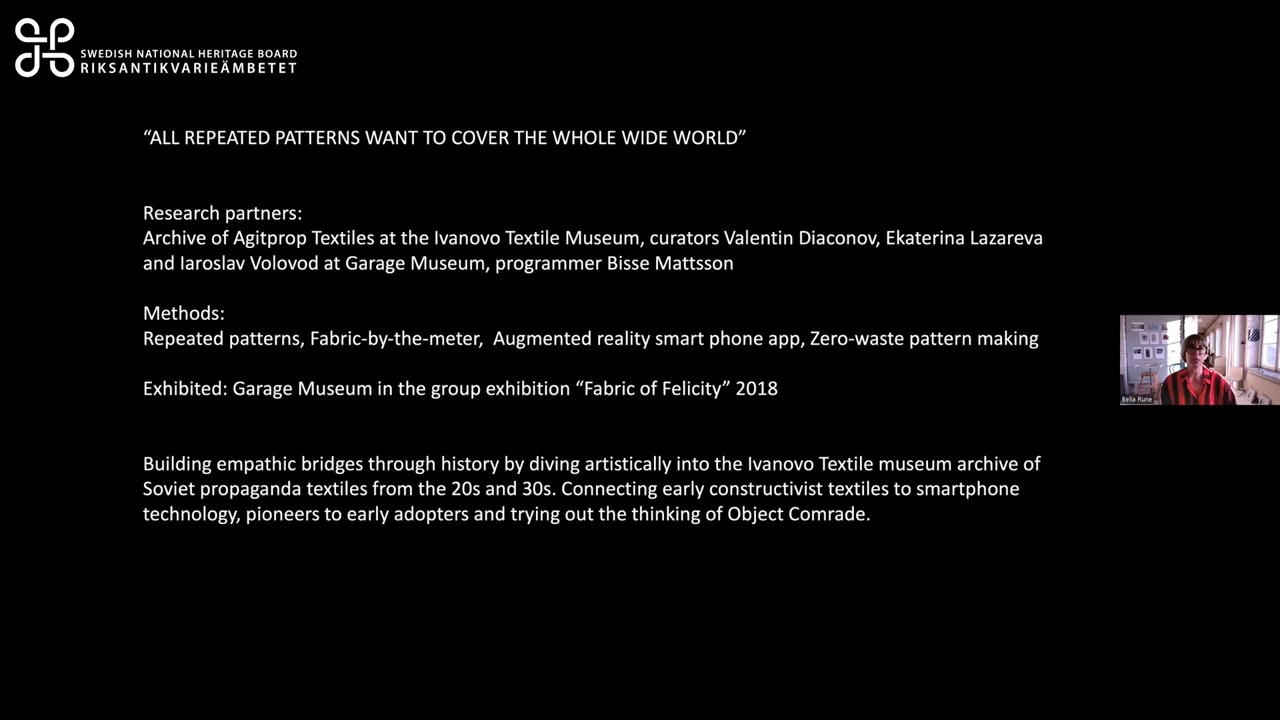 SWEDISH NATIONAL HERITAGE BOARD
RIKSANTIKVARIEÄMBETET
“ALL REPEATED PATTERNS WANT TO COVER THE WHOLE WIDE WORLD”
Research partners:
Archive of Agitprop Textiles at the Ivanovo Textile Museum, curators Valentin Diaconov, Ekaterina Lazareva
and Iaroslav Volovod at Garage Museum, programmer Bisse Mattsson
Methods:
Repeated patterns, Fabric-by-the-meter,  Augmented reality smart phone app, Zero-waste pattern making
Exhibited: Garage Museum in the group exhibition “Fabric of Felicity” 2018
Building empathic bridges through history by diving artistically into the Ivanovo Textile museum archive of
Soviet propaganda textiles from the 20s and 30s. Connecting early constructivist textiles to smartphone
technology, pioneers to early adopters and trying out the thinking of Object Comrade.
Bella Rune